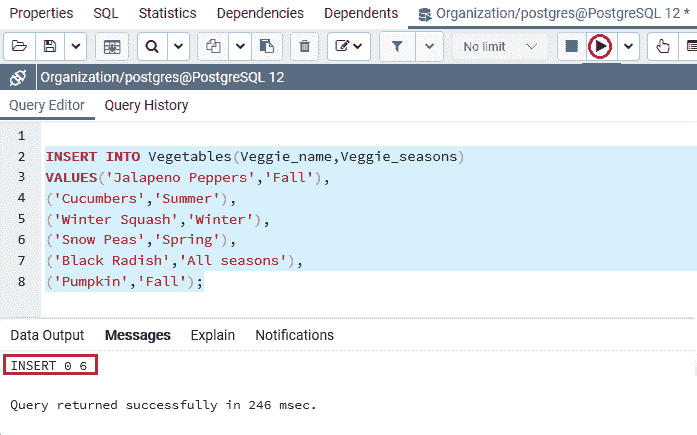 Properties SQL Statistics Dependencies Dependents Organization/postgres@PostgreSQL 12 *
No limit
Organization/postgres@PostgreSQL 12
Query Editor Query History
1
2 INSERT INTO Vegetables(Veggie_name,Veggie_seasons)
3 VALUES('Jalapeno Peppers','Fall'),
4 ('Cucumbers','Summer'),
5 ('Winter Squash','Winter'),
6 ('Snow Peas','Spring'),
7 ('Black Radish','All seasons'),
8 ('Pumpkin','Fall');
Data Output Messages Explain Notifications
INSERT 0 6
Query returned successfully in 246 msec.